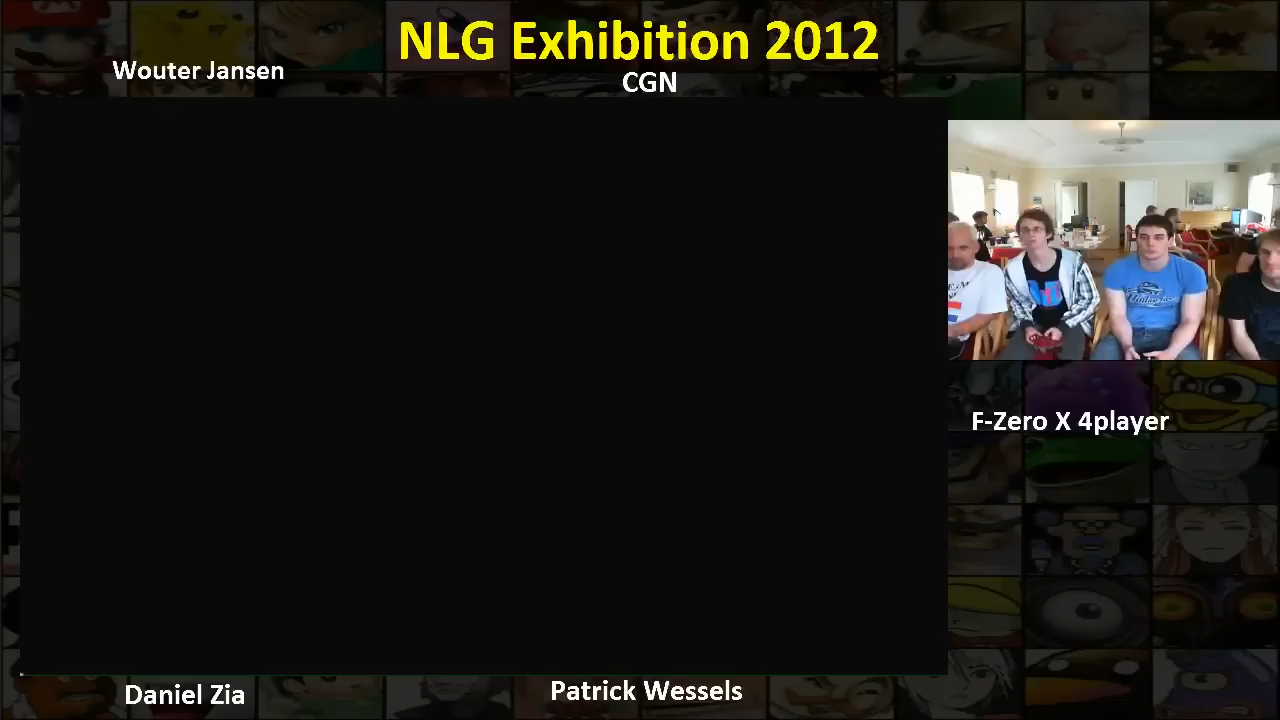 NLG Exhibition 2012
Wouter Jansen
CGN
F-Zero X 4player
Daniel Zia
Patrick Wessels